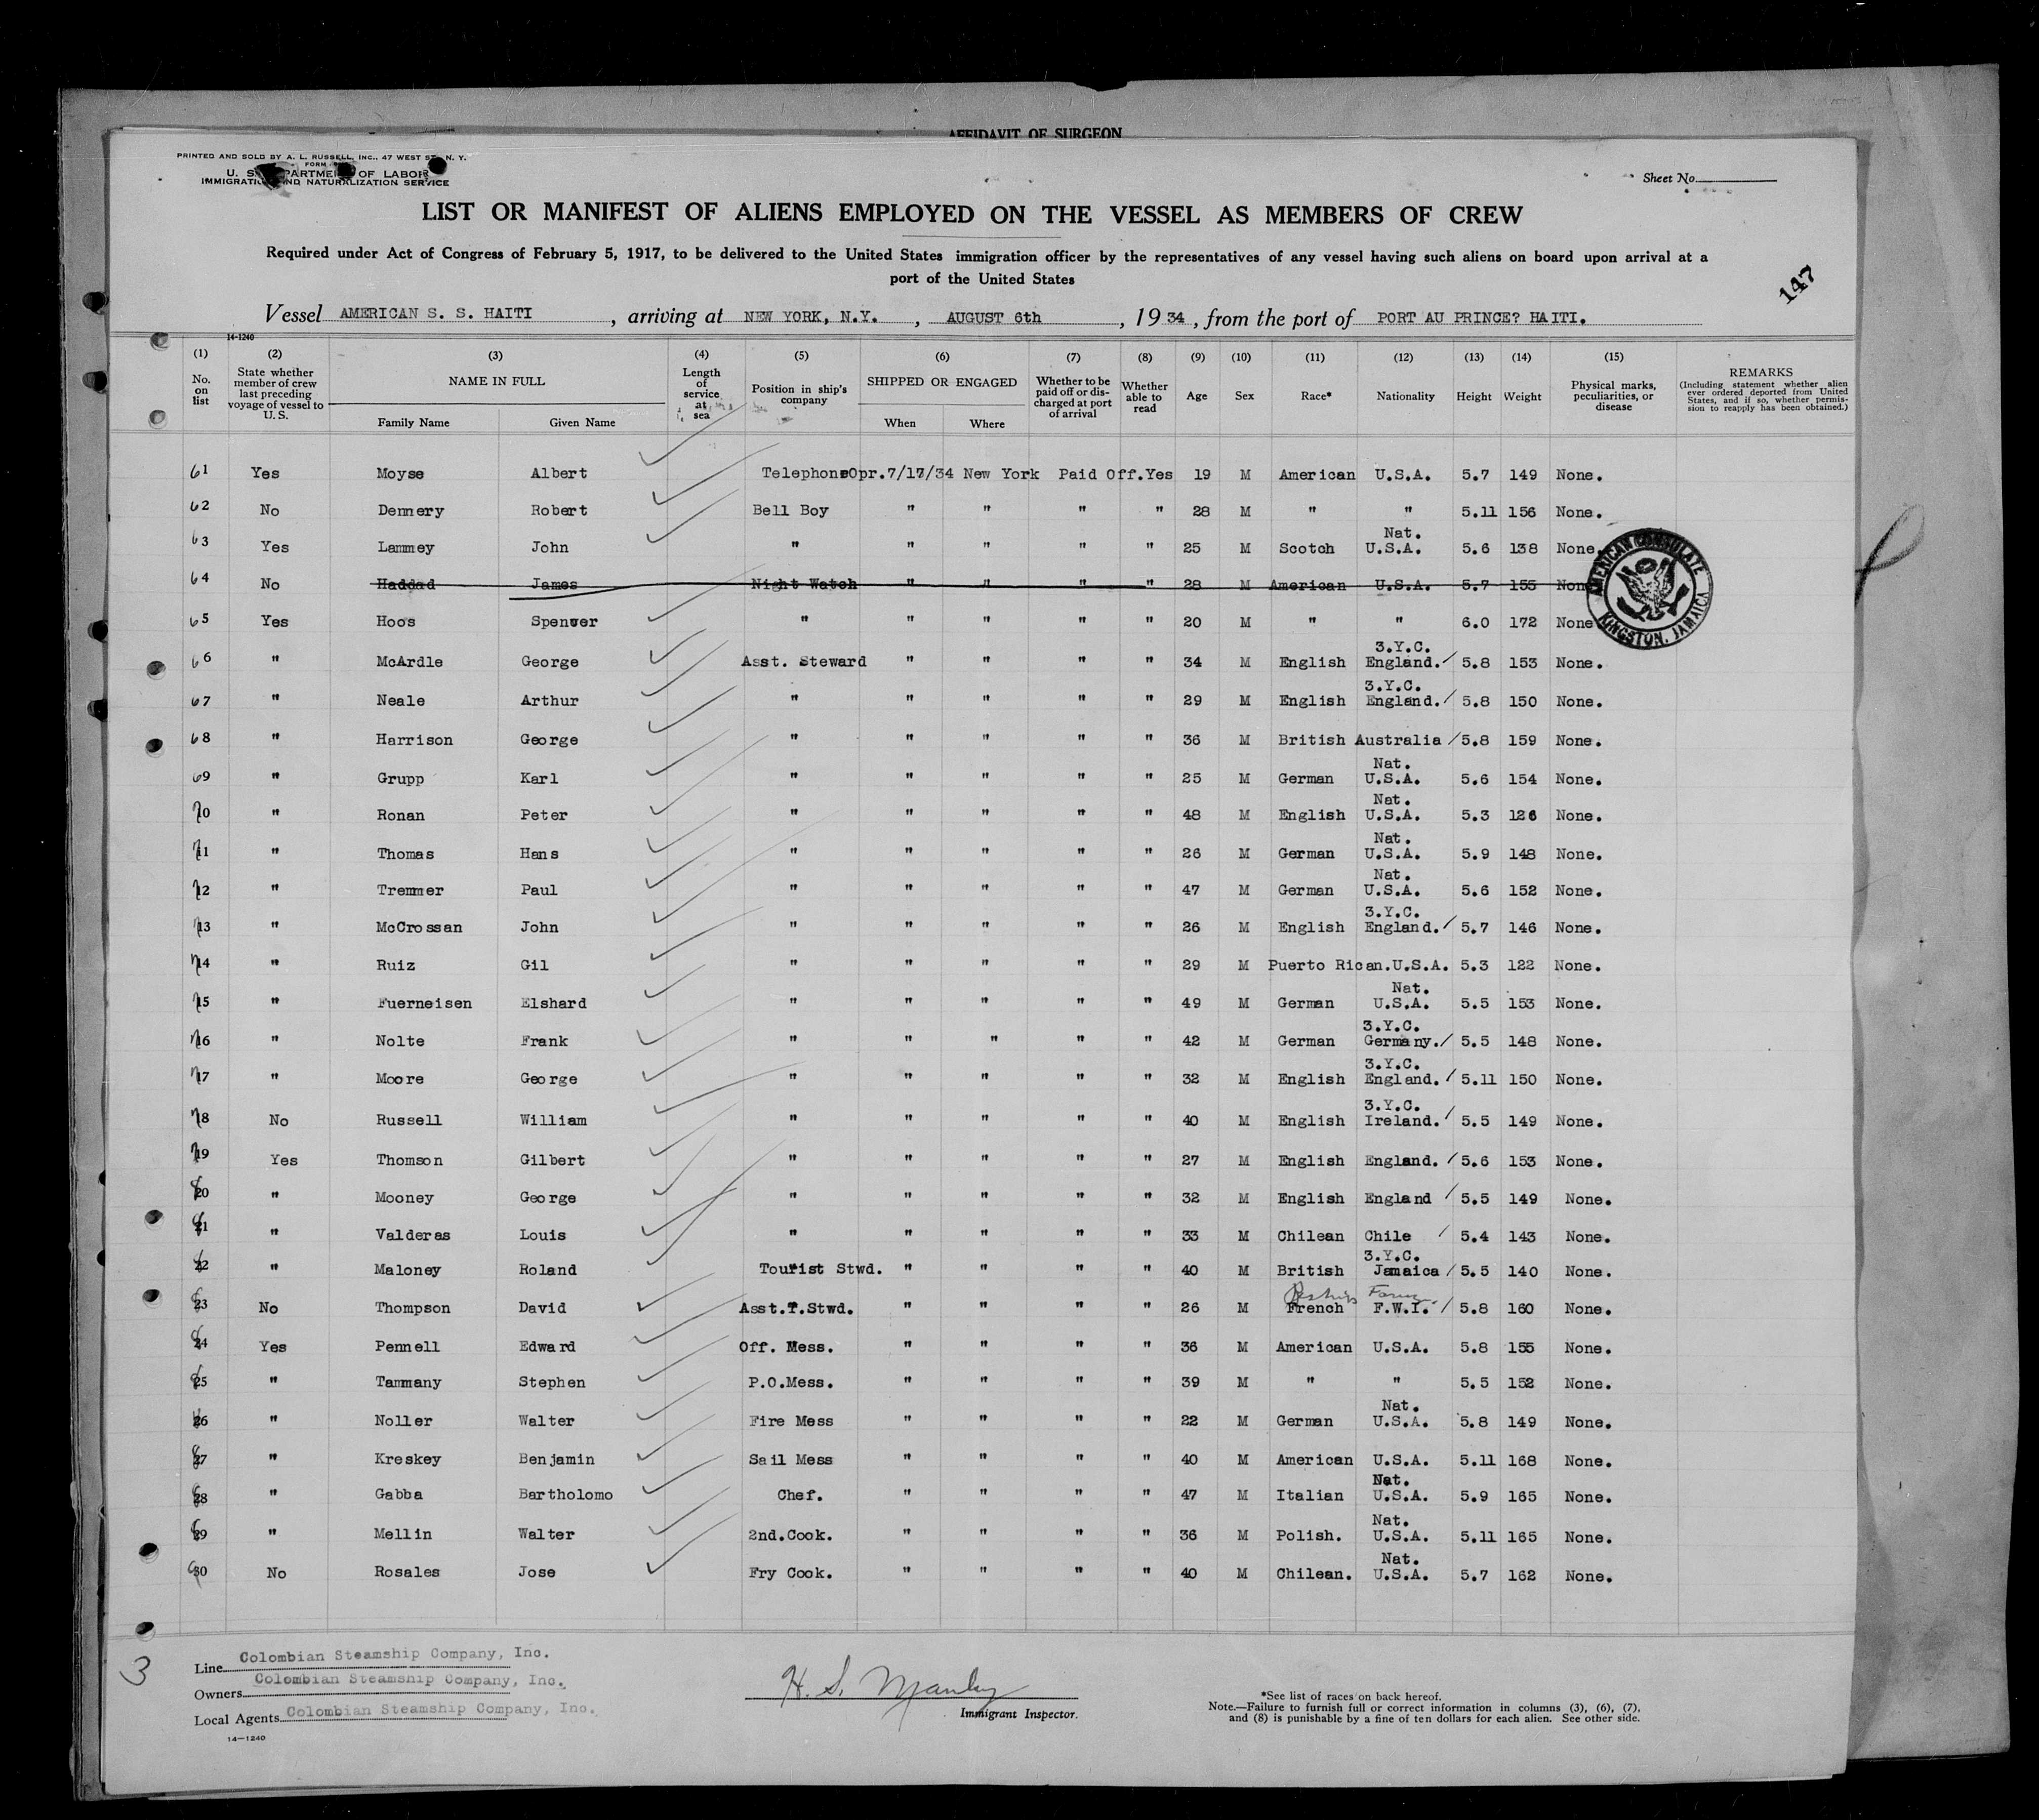 AFFIDAVIT OF SURGEON
PRINTED AND SOLD BY A. L. RUSSELL, INC., 47 WEST ST., N. Y.
FORM
U. S. DEPARTMENT OF LABOR
IMMIGRATION AND NATURALIZATION SERVICE
Sheet No.
LIST OR MANIFEST OF ALIENS EMPLOYED ON THE VESSEL AS MEMBERS OF CREW
Required under Act of Congress of February 5, 1917, to be delivered to the United States immigration officer by the representatives of any vessel having such aliens on board upon arrival at a
port of the United States
147
Vessel AMERICAN S. S. HAITI , arriving at NEW YORK, N.Y. , AUGUST 6th , 1934 , from the port of PORT AU PRINCE? HAITI.
14-1240
(1) (2) (3) (4) (5) (6) (7) (8) (9) (10) (11) (12) (13) (14) (15)
No. on list State whether member of crew last preceding voyage of vessel to U. S. NAME IN FULL Family Name Given Name Length of service at sea Position in ship's company SHIPPED OR ENGAGED When Where Whether to be paid off or discharged at port of arrival Whether able to read Age Sex Race* Nationality Height Weight Physical marks, peculiarities, or disease REMARKS (Including statement whether alien ever ordered deported from United States, and if so, whether permission to reapply has been obtained.)
61 Yes Moyse Albert Telephone Opr. 7/17/34 New York Paid Off. Yes 19 M American U.S.A. 5.7 149 None.
62 No Dennery Robert Bell Boy " " " " 28 M " " 5.11 156 None.
63 Yes Lammey John " " " " " 25 M Scotch Nat. U.S.A. 5.6 138 None.
64 No Haddad James Night Watch " " " " 28 M American U.S.A. 5.7 155 None
65 Yes Hoos Spenver " " " " " 20 M " " 6.0 172 None
AMERICAN CONSULATE KINGSTON, JAMAICA
66 " McArdle George Asst. Steward " " " " 34 M English 3.Y.C. England. 5.8 153 None.
67 " Neale Arthur " " " " " 29 M English 3.Y.C. England. 5.8 150 None.
68 " Harrison George " " " " " 36 M British Australia 5.8 159 None.
69 " Grupp Karl " " " " " 25 M German Nat. U.S.A. 5.6 154 None.
70 " Ronan Peter " " " " " 48 M English Nat. U.S.A. 5.3 126 None.
71 " Thomas Hans " " " " " 26 M German Nat. U.S.A. 5.9 148 None.
72 " Tremmer Paul " " " " " 47 M German Nat. U.S.A. 5.6 152 None.
73 " McCrossan John " " " " " 26 M English 3.Y.C. England. 5.7 146 None.
74 " Ruiz Gil " " " " " 29 M Puerto Rican. U.S.A. 5.3 122 None.
75 " Fuerneisen Elshard " " " " " 49 M German Nat. U.S.A. 5.5 153 None.
76 " Nolte Frank " " " " " 42 M German 3.Y.C. Germany. 5.5 148 None.
77 " Moore George " " " " " 32 M English 3.Y.C. England. 5.11 150 None.
78 No Russell William " " " " " 40 M English 3.Y.C. Ireland. 5.5 149 None.
79 Yes Thomson Gilbert " " " " " 27 M English England. 5.6 153 None.
80 " Mooney George " " " " " 32 M English England 5.5 149 None.
81 " Valderas Louis " " " " " 33 M Chilean Chile 5.4 143 None.
82 " Maloney Roland Tourist Stwd. " " " " 40 M British 3.Y.C. Jamaica 5.5 140 None.
83 No Thompson David Asst.T.Stwd. " " " " 26 M French F.W.I. 5.8 160 None.
84 Yes Pennell Edward Off. Mess. " " " " 36 M American U.S.A. 5.8 155 None.
85 " Tammany Stephen P.O.Mess. " " " " 39 M " " 5.5 152 None.
86 " Noller Walter Fire Mess " " " " 22 M German Nat. U.S.A. 5.8 149 None.
87 " Kreskey Benjamin Sail Mess " " " " 40 M American U.S.A. 5.11 168 None.
88 " Gabba Bartholomo Chef. " " " " 47 M Italian Nat. U.S.A. 5.9 165 None.
89 " Mellin Walter 2nd.Cook. " " " " 36 M Polish. Nat. U.S.A. 5.11 165 None.
90 No Rosales Jose Fry Cook. " " " " 40 M Chilean. Nat. U.S.A. 5.7 162 None.
3
Line Colombian Steamship Company, Inc.
Owners Colombian Steamship Company, Inc.
Local Agents Colombian Steamship Company, Inc.
14-1240
H. S. Manley
Immigrant Inspector.
*See list of races on back hereof.
Note.—Failure to furnish full or correct information in columns (3), (6), (7),
and (8) is punishable by a fine of ten dollars for each alien. See other side.